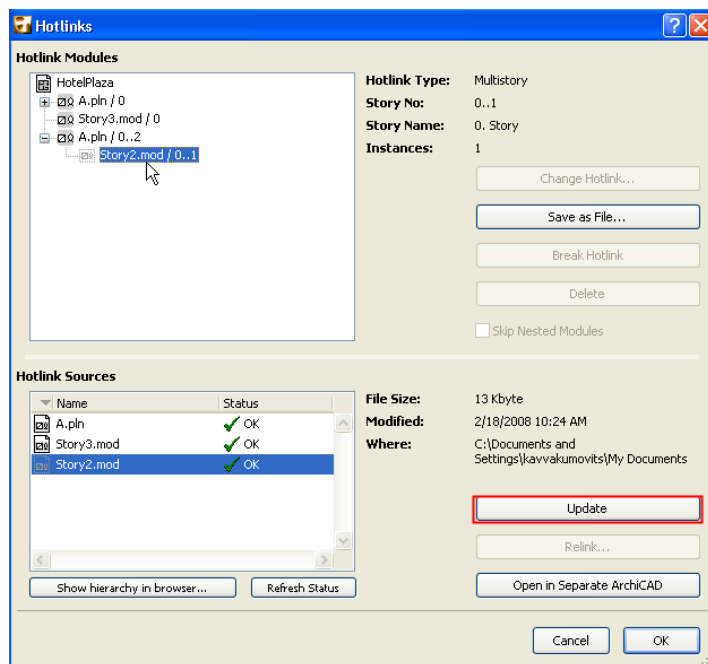 Hotlinks
Hotlink Modules
HotelPlaza
A.pln / 0
Story3.mod / 0
A.pln / 0..2
Story2.mod / 0..1
Hotlink Type: Multistory
Story No: 0..1
Story Name: 0. Story
Instances: 1
Change Hotlink...
Save as File...
Break Hotlink
Delete
Skip Nested Modules
Hotlink Sources
Name Status
A.pln OK
Story3.mod OK
Story2.mod OK
Show hierarchy in browser... Refresh Status
File Size: 13 Kbyte
Modified: 2/18/2008 10:24 AM
Where: C:\Documents and
Settings\kavvakumovits\My Documents
Update
Relink...
Open in Separate ArchiCAD
Cancel OK